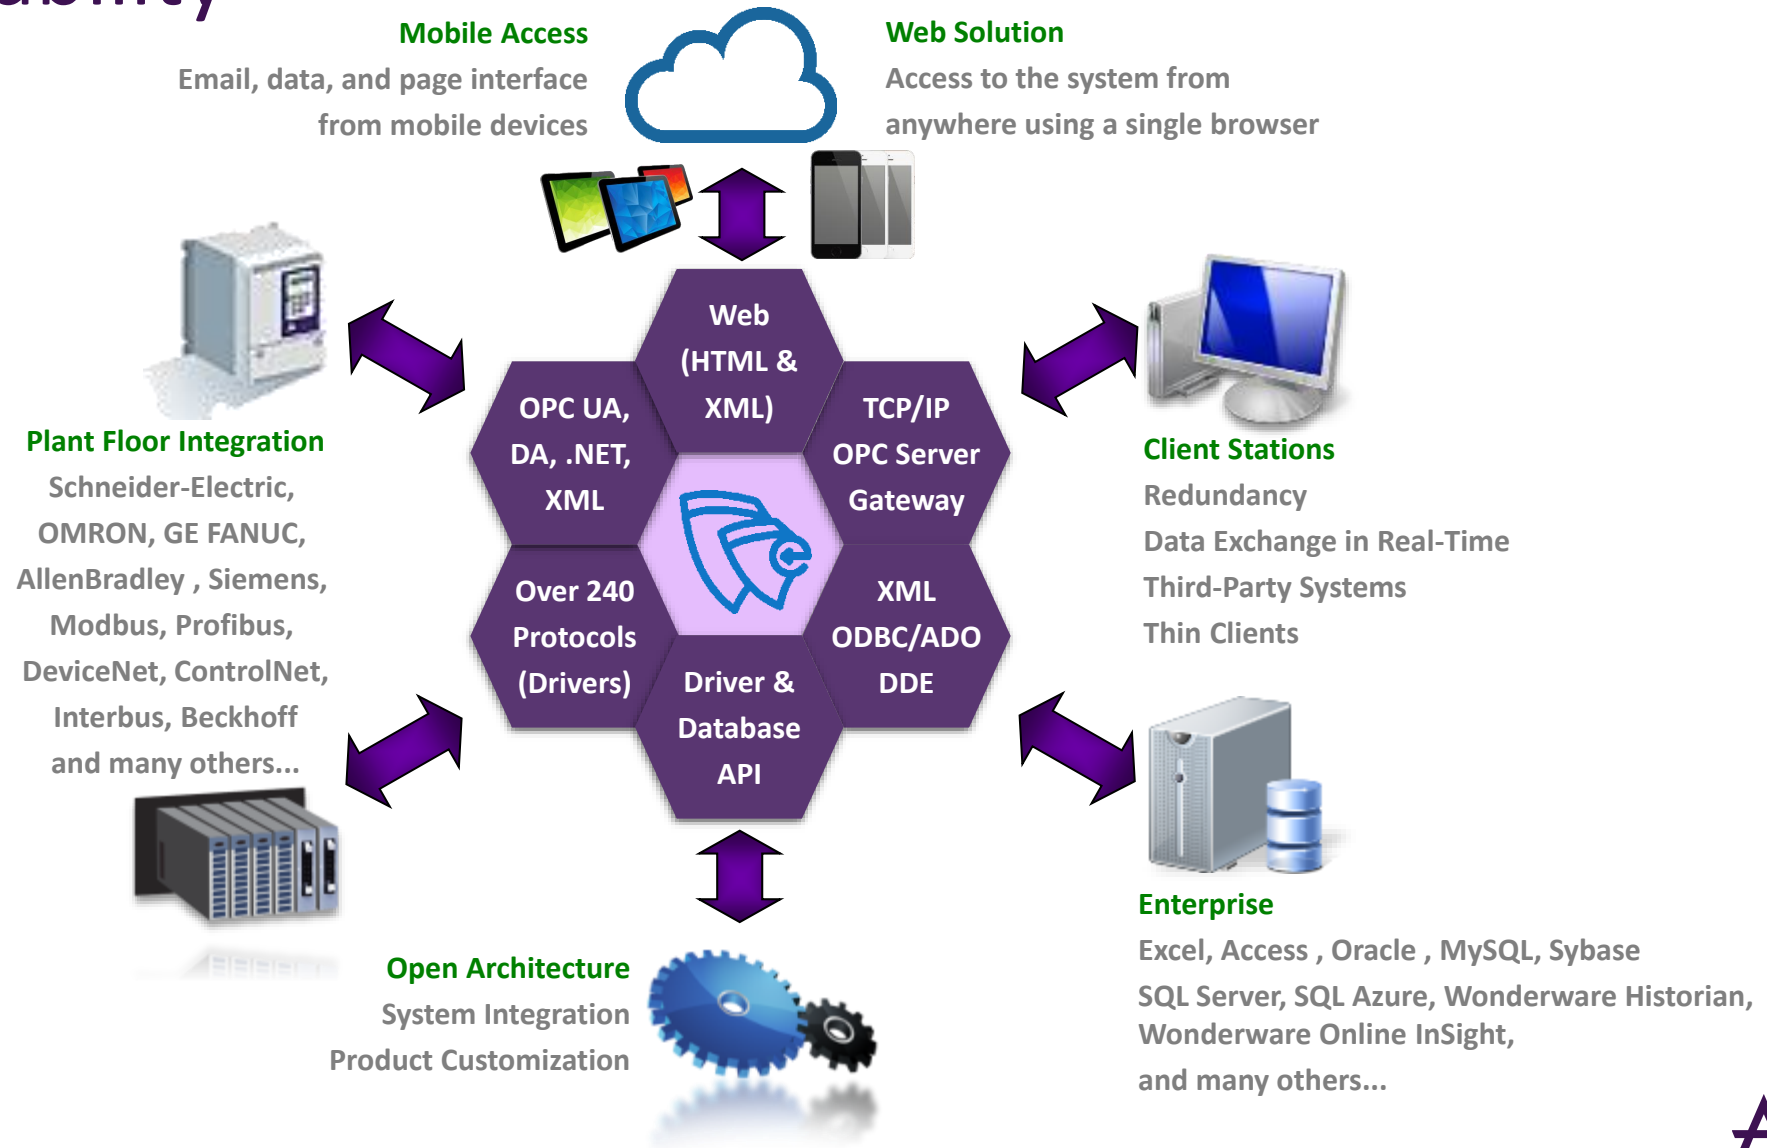 ability
Mobile Access
Email, data, and page interface
from mobile devices
Web Solution
Access to the system from
anywhere using a single browser
Web
(HTML &
XML)
OPC UA,
DA, .NET,
XML
TCP/IP
OPC Server
Gateway
Over 240
Protocols
(Drivers)
XML
ODBC/ADO
DDE
Driver &
Database
API
Plant Floor Integration
Schneider-Electric,
OMRON, GE FANUC,
AllenBradley , Siemens,
Modbus, Profibus,
DeviceNet, ControlNet,
Interbus, Beckhoff
and many others...
Client Stations
Redundancy
Data Exchange in Real-Time
Third-Party Systems
Thin Clients
Enterprise
Excel, Access , Oracle , MySQL, Sybase
SQL Server, SQL Azure, Wonderware Historian,
Wonderware Online InSight,
and many others...
Open Architecture
System Integration
Product Customization